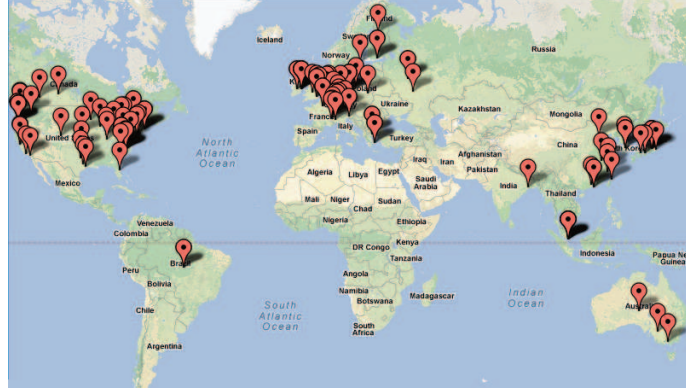 Iceland
Finland
Norway
Russia
Canada
Poland
Ukraine
Kazakhstan
Mongolia
France
Italy
Spain
Turkey
China
North
Atlantic
Ocean
United
Algeria
Libya
Egypt
Iraq
Iran
Afghanistan
Pakistan
Saudi
Arabia
Mexico
India
Thailand
Mali
Niger
Chad
Sudan
Nigeria
Ethiopia
Venezuela
Colombia
DR Congo
Kenya
Tanzania
Indonesia
Papua New
Guinea
Peru
Bolivia
Angola
Namibia
Botswana
Madagascar
Indian
Ocean
Chile
South
Atlantic
Ocean
South
Africa
Argentina